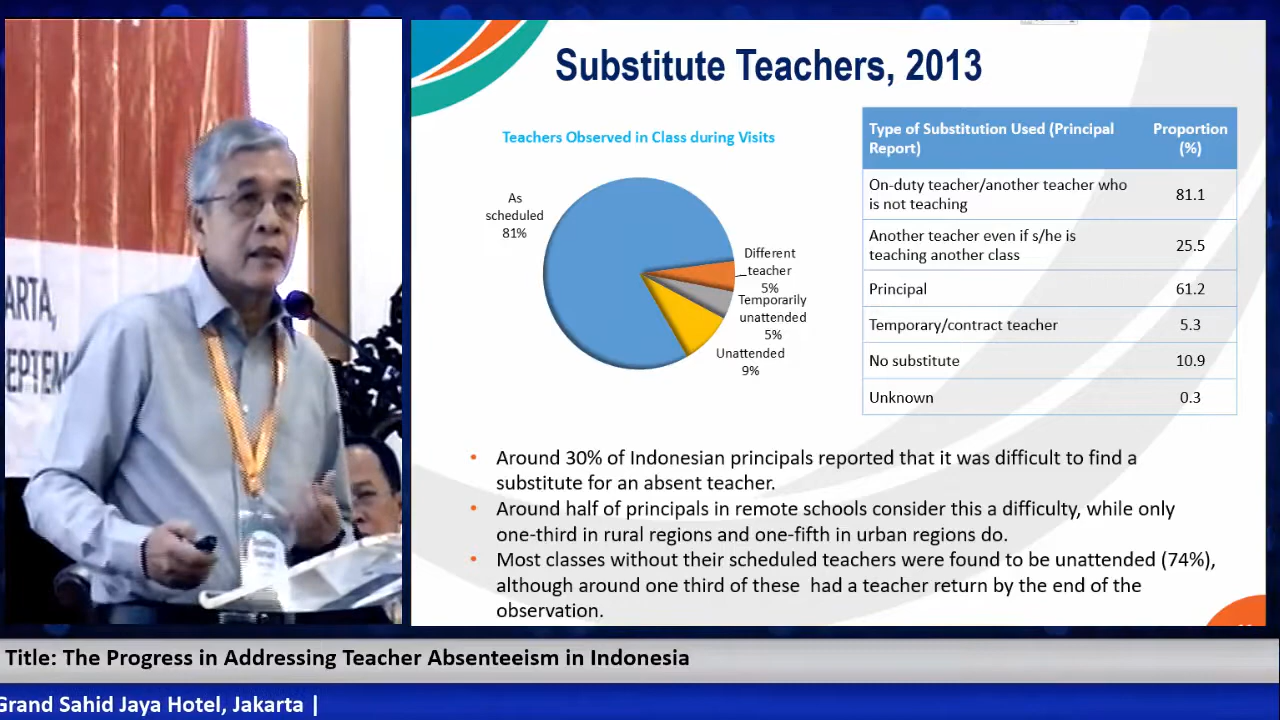 ARTA,
EPTEM
Substitute Teachers, 2013
Teachers Observed in Class during Visits
As
scheduled
81%
Different
teacher
5%
Temporarily
unattended
5%
Unattended
9%
Type of Substitution Used (Principal
Report)
Proportion
(%)
On-duty teacher/another teacher who
is not teaching
81.1
Another teacher even if s/he is
teaching another class
25.5
Principal
61.2
Temporary/contract teacher
5.3
No substitute
10.9
Unknown
0.3
• Around 30% of Indonesian principals reported that it was difficult to find a
substitute for an absent teacher.
• Around half of principals in remote schools consider this a difficulty, while only
one-third in rural regions and one-fifth in urban regions do.
• Most classes without their scheduled teachers were found to be unattended (74%),
although around one third of these had a teacher return by the end of the
observation.
Title: The Progress in Addressing Teacher Absenteeism in Indonesia
Grand Sahid Jaya Hotel, Jakarta |